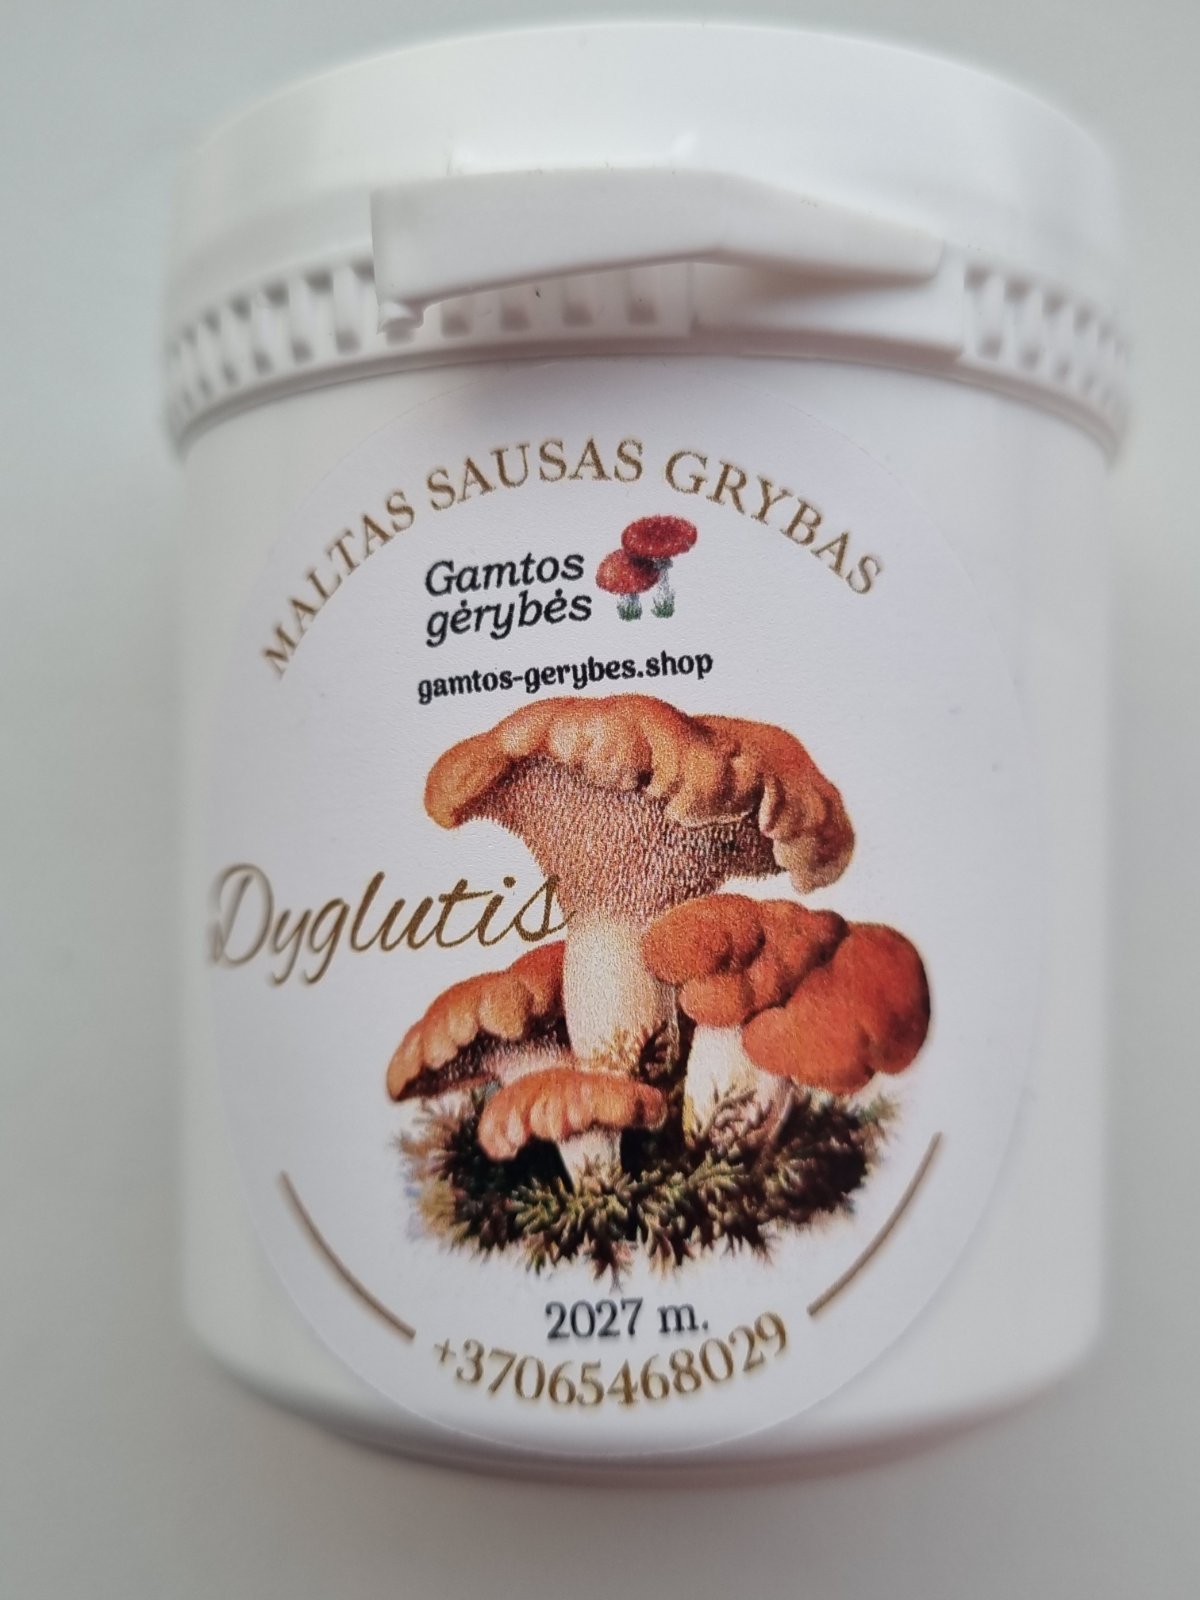 MALTAS SAUSAS GRYBAS
Gamtos
gėrybės
gamtos-gerybes.shop
Dyglutis
2027 m.
+37065468029